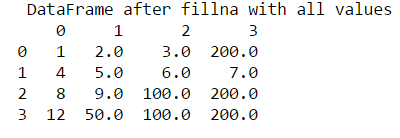 DataFrame after fillna with all values
0 1 2 3
0 1 2.0 3.0 200.0
1 4 5.0 6.0 7.0
2 8 9.0 100.0 200.0
3 12 50.0 100.0 200.0